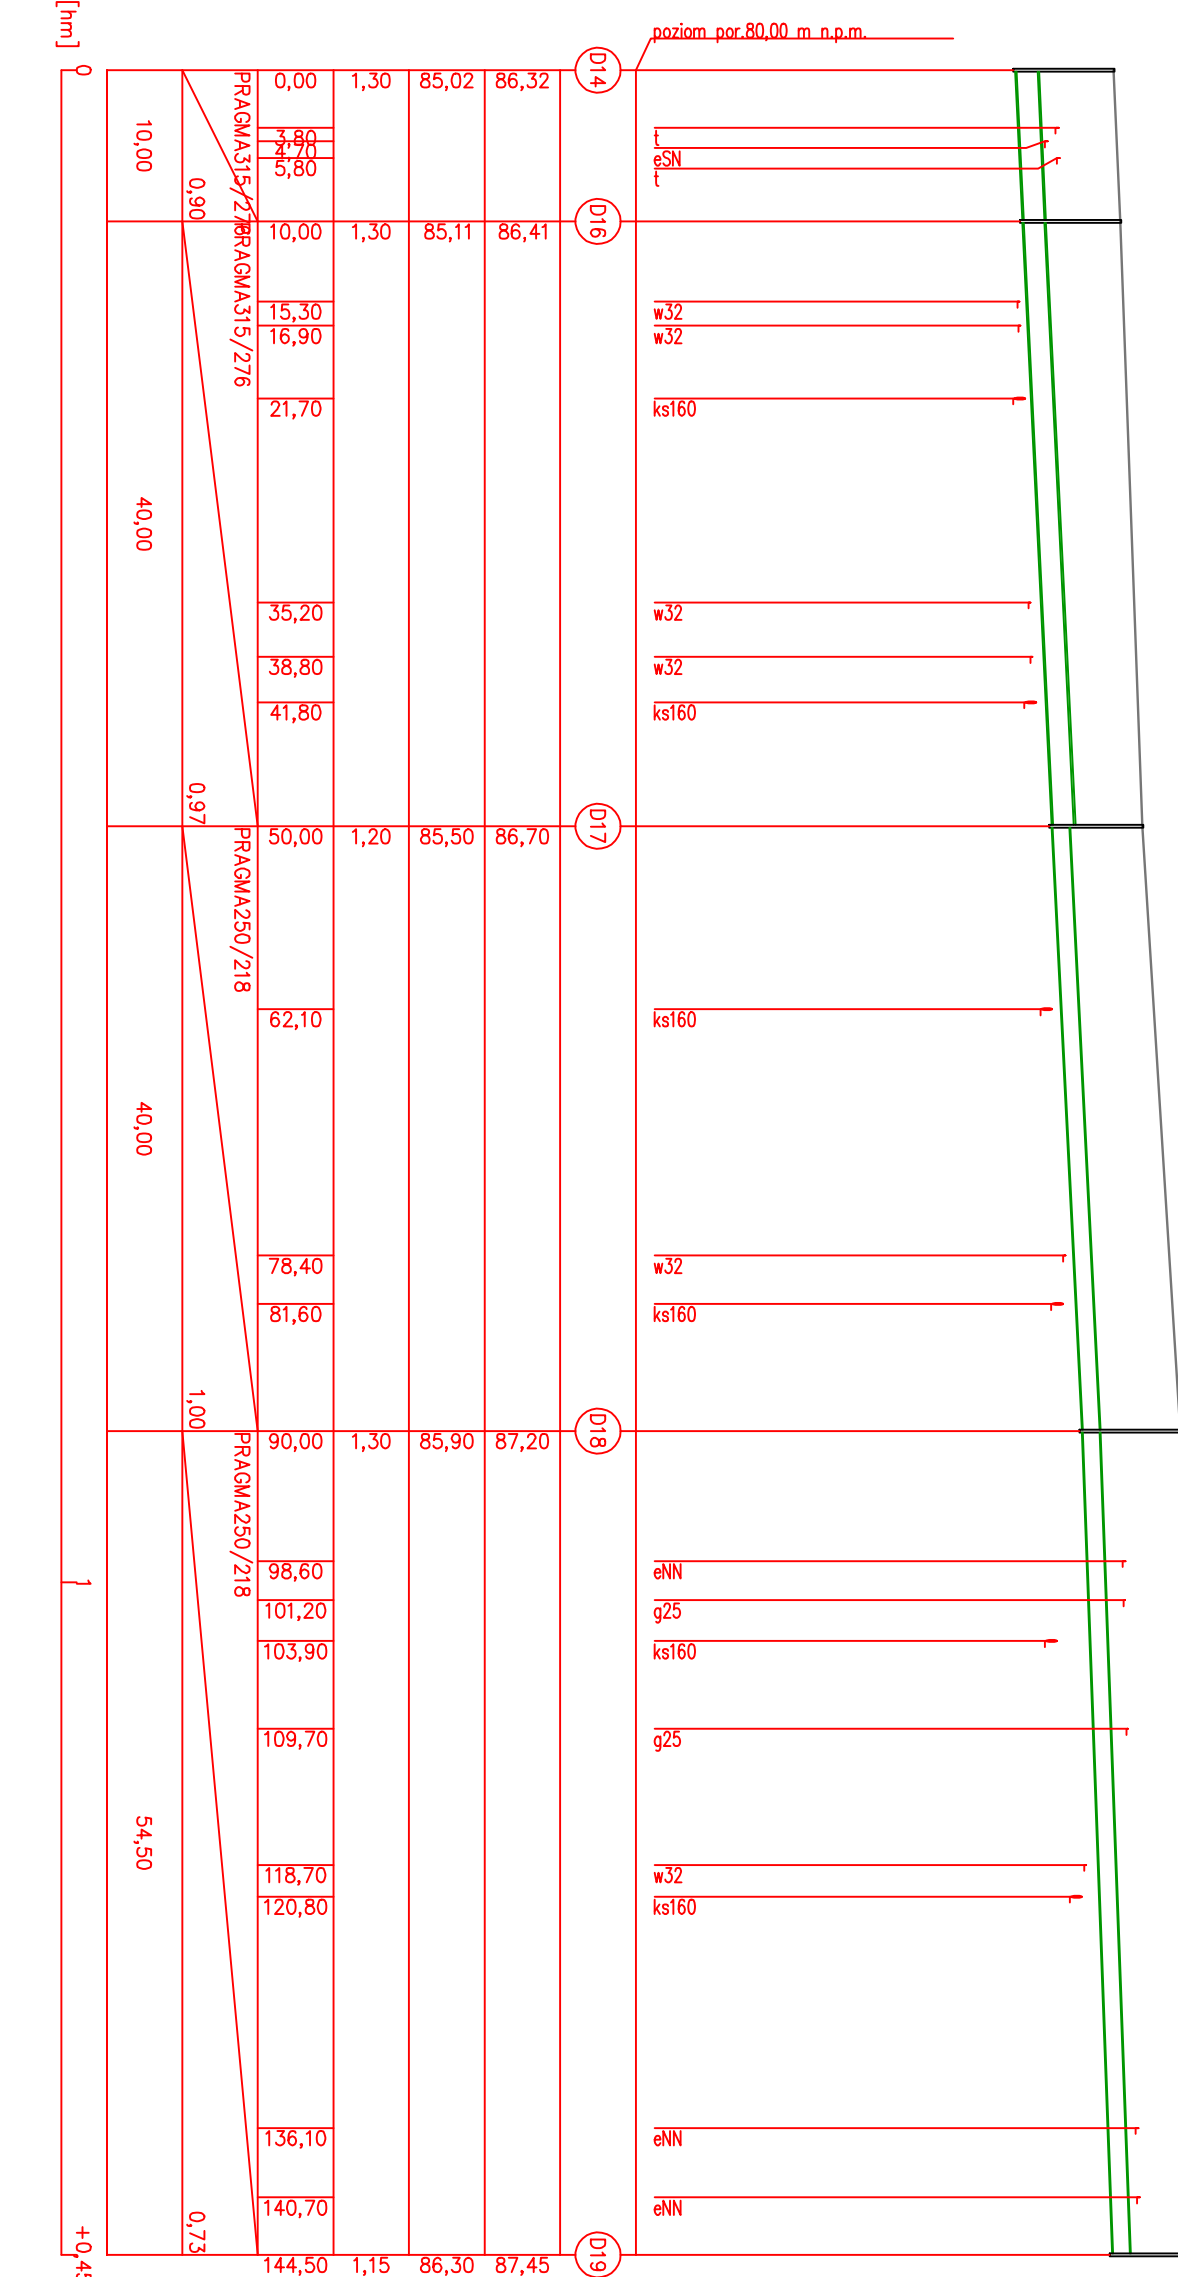 poziom por.80,00 m n.p.m.
[hm]
0
D14
0,00
1,30
85,02
86,32
PRAGMA315/276
10,00
0,90
3,80
t
4,70
eSN
5,80
t
D16
10,00
1,30
85,11
86,41
PRAGMA315/276
40,00
0,97
15,30
w32
16,90
w32
21,70
ks160
35,20
w32
38,80
w32
41,80
ks160
D17
50,00
1,20
85,50
86,70
PRAGMA250/218
40,00
1,00
62,10
ks160
78,40
w32
81,60
ks160
D18
90,00
1,30
85,90
87,20
PRAGMA250/218
54,50
0,73
98,60
eNN
1
101,20
g25
103,90
ks160
109,70
g25
118,70
w32
120,80
ks160
136,10
eNN
140,70
eNN
D19
144,50
1,15
86,30
87,45
+0,45